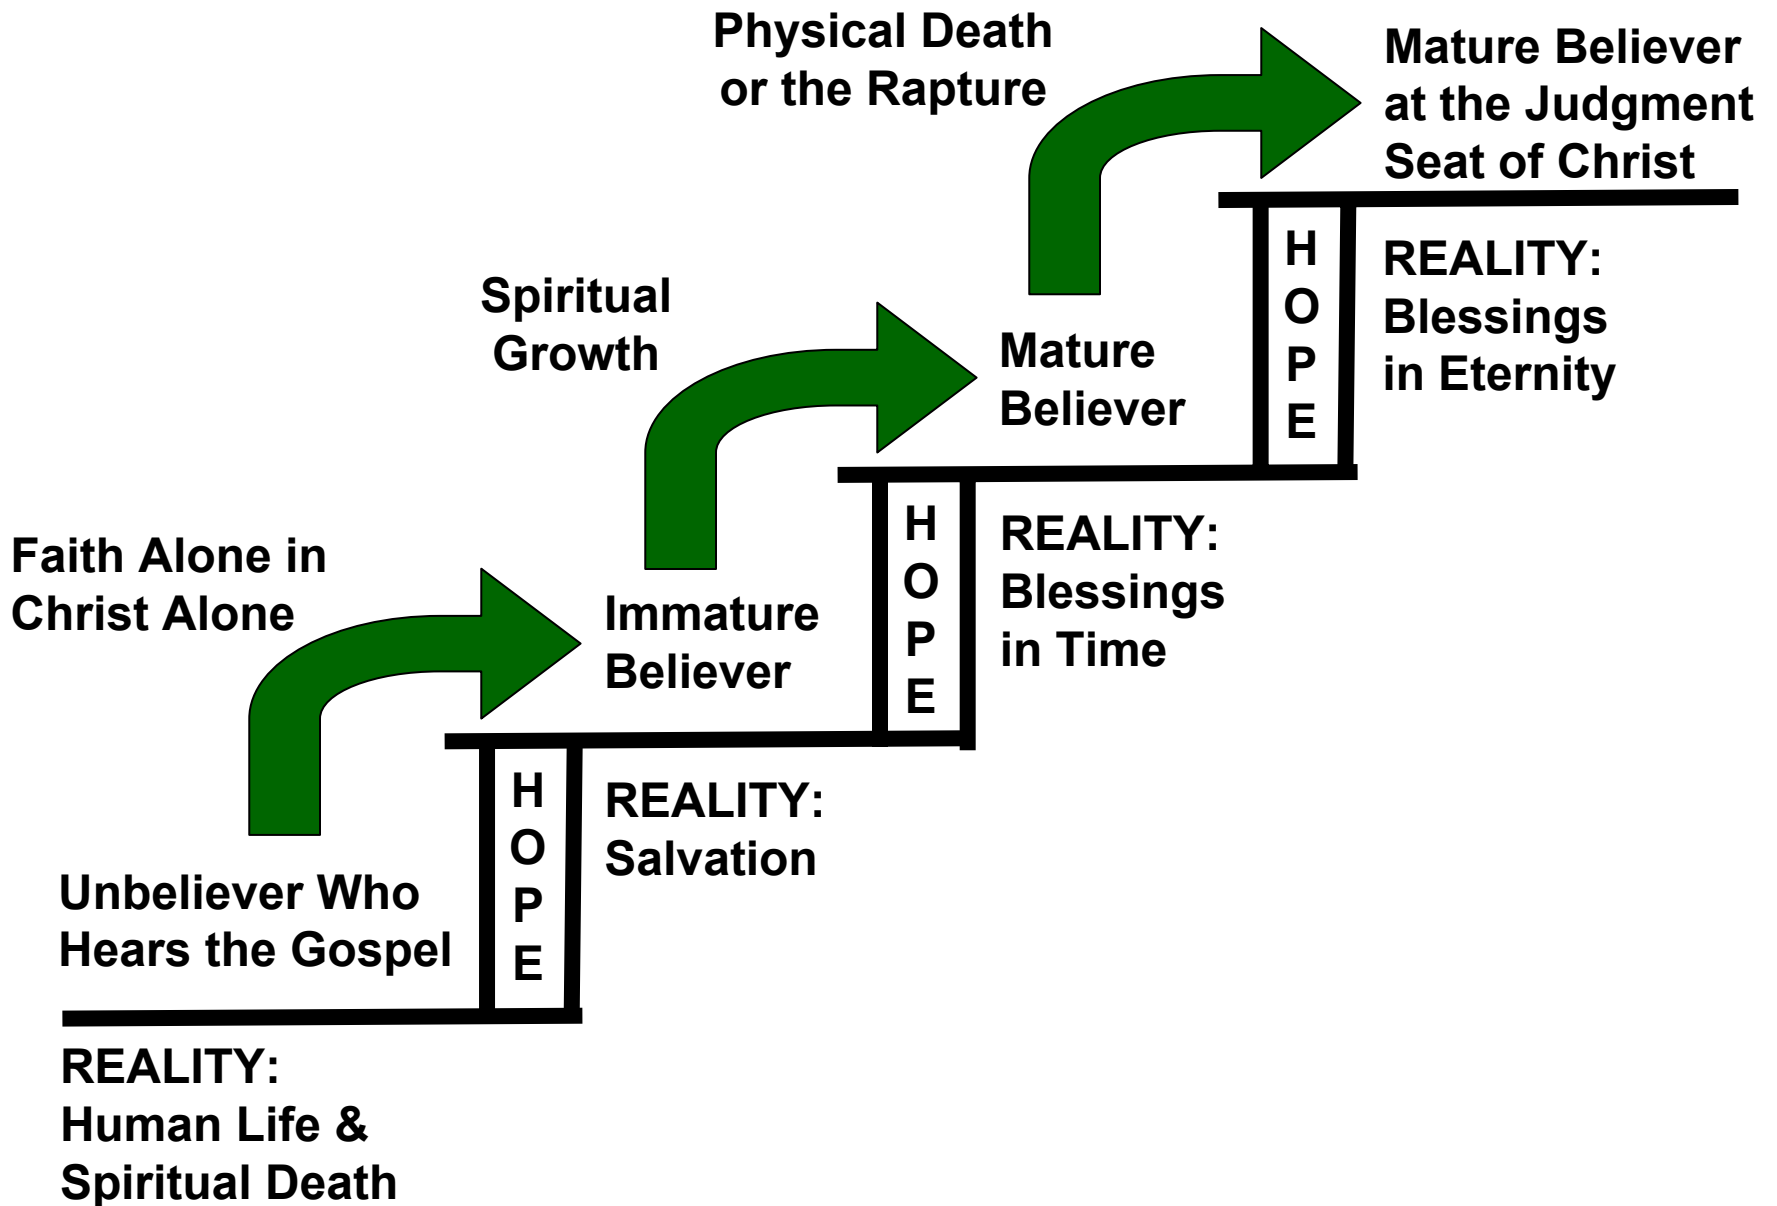 Physical Death
or the Rapture
Mature Believer
at the Judgment
Seat of Christ
H
O
P
E
REALITY:
Blessings
in Eternity
Spiritual
Growth
Mature
Believer
H
O
P
E
REALITY:
Blessings
in Time
Faith Alone in
Christ Alone
Immature
Believer
H
O
P
E
REALITY:
Salvation
Unbeliever Who
Hears the Gospel
REALITY:
Human Life &
Spiritual Death